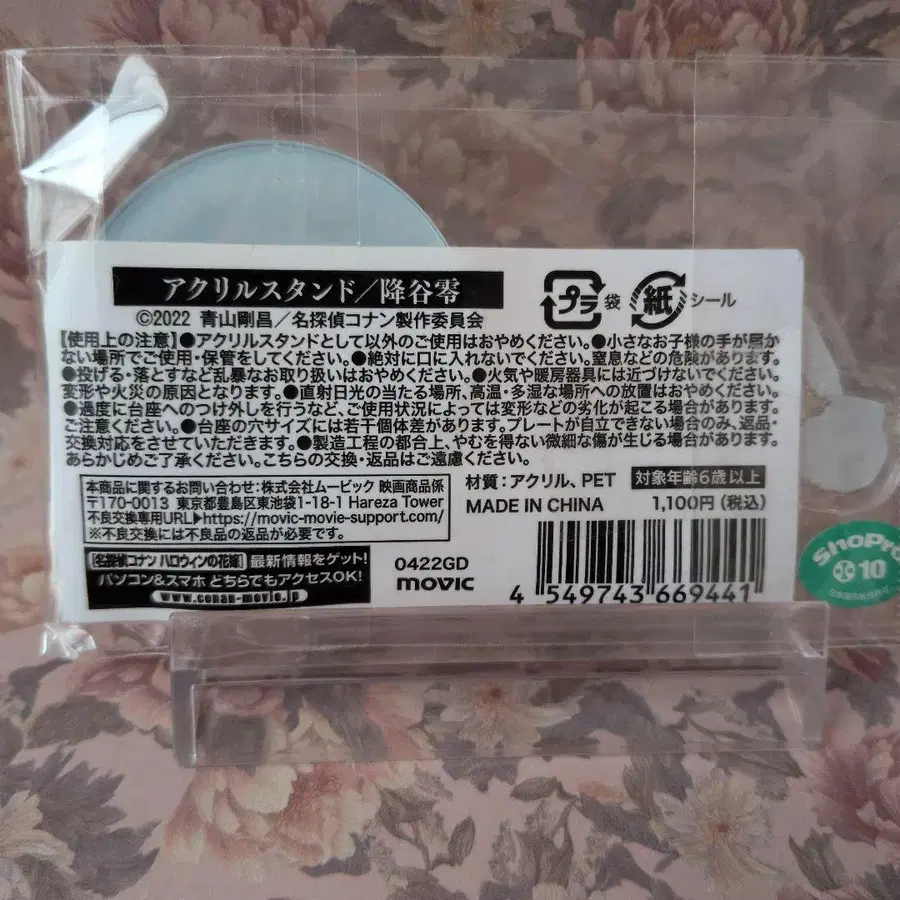 アクリルスタンド／降谷零
プラ 袋 紙 シール
©2022 青山剛昌／名探偵コナン製作委員会
【使用上の注意】●アクリルスタンドとして以外のご使用はおやめください。●小さなお子様の手が届か
ない場所でご使用・保管をしてください。●絶対に口に入れないでください。窒息などの危険があります。
●投げる・落とすなど乱暴なお取り扱いはおやめください。●火気や暖房器具には近づけないでください。
変形や火災の原因となります。●直射日光の当たる場所、高温・多湿な場所への放置はおやめください。
●過度に台座へのつけ外しを行うなど、ご使用状況によっては変形などの劣化が起こる場合があります。
ご注意ください。●台座の穴サイズには若干個体差があります。プレートが自立できない場合のみ、返品・
交換対応をさせていただきます。●製造工程の都合上、やむを得ない微細な傷が生じる場合があります。
あらかじめご了承ください。こちらの交換・返品はご遠慮ください。
本商品に関するお問い合わせ：株式会社ムービック 映画商品係
〒170-0013 東京都豊島区東池袋1-18-1 Hareza Tower
不良交換専用URL▶https://movic-movie-support.com/
※不良交換には不良品の返品が必要です。
材質：アクリル、PET 対象年齢6歳以上
MADE IN CHINA 1,100円（税込）
【名探偵コナン ハロウィンの花嫁】最新情報をゲット！
パソコン&スマホ どちらでもアクセスOK！
www.conan-movie.jp
0422GD
movic
4 549743 669441
ShoPro
10